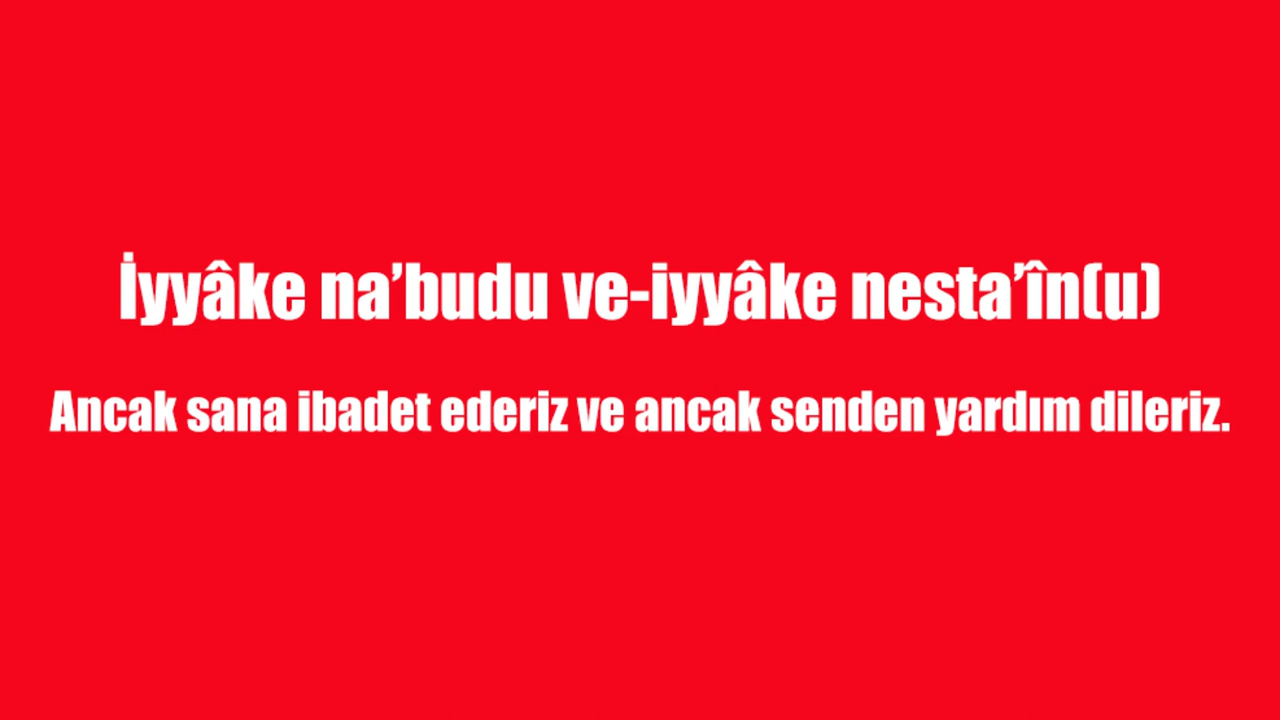 İyyâke na’budu ve-iyyâke nesta’în(u)
Ancak sana ibadet ederiz ve ancak senden yardım dileriz.